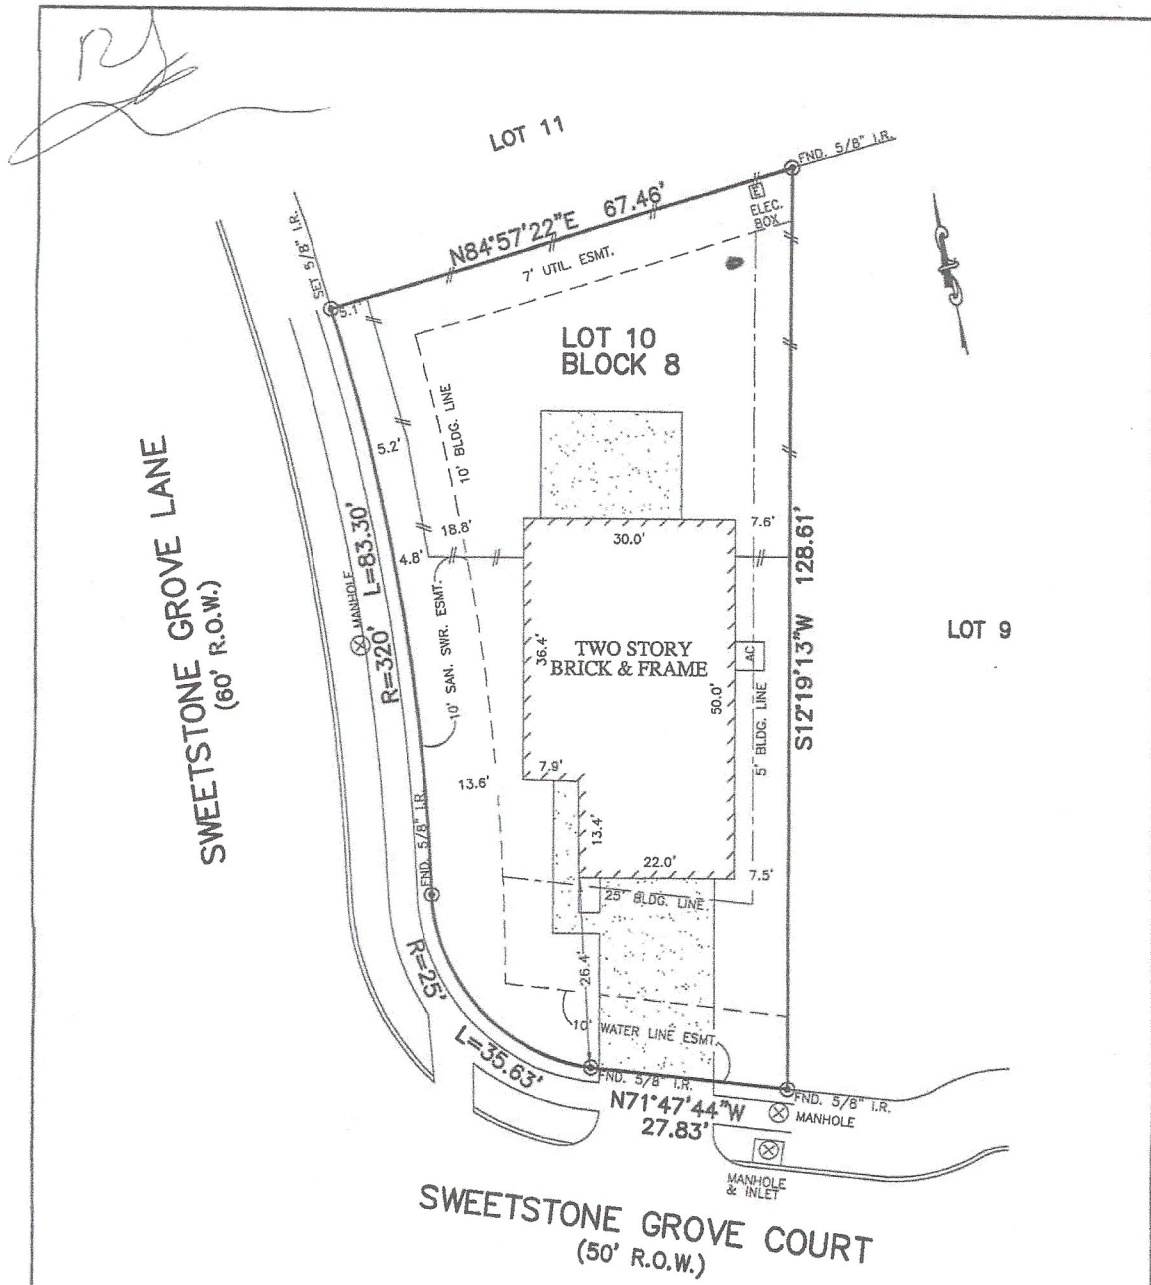 LOT 11
FND. 5/8" I.R.
E
ELEC.
BOX
N84°57'22"E 67.46'
7' UTIL. ESMT.
SET 5/8" I.R.
5.1'
LOT 10
BLOCK 8
10' BLDG. LINE
5.2'
18.8'
4.8'
7.6'
30.0'
SWEETSTONE GROVE LANE
(60' R.O.W.)
MANHOLE
R=320' L=83.30'
10' SAN. SWR. ESMT.
36.4'
TWO STORY
BRICK & FRAME
AC
50.0'
5' BLDG. LINE
S12°19'13"W 128.61'
LOT 9
7.9'
13.6'
13.4'
22.0'
7.5'
FND. 5/8" I.R.
25' BLDG. LINE
26.4'
R=25'
L=35.63'
10' WATER LINE ESMT.
FND. 5/8" I.R.
N71°47'44"W
27.83'
FND. 5/8" I.R.
MANHOLE
MANHOLE
& INLET
SWEETSTONE GROVE COURT
(50' R.O.W.)